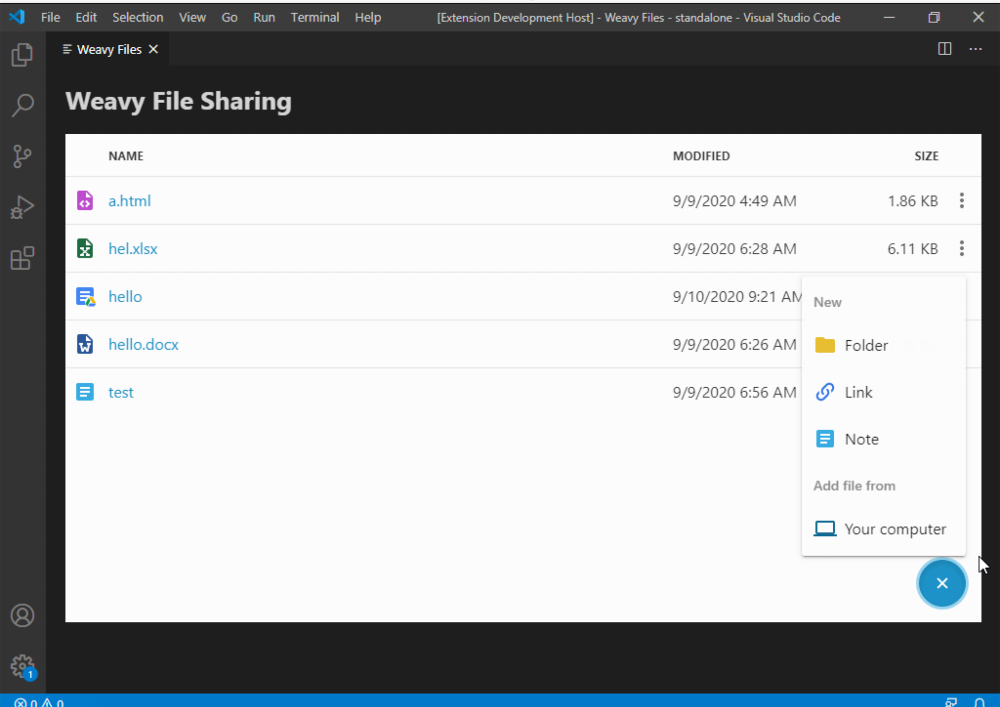 File Edit Selection View Go Run Terminal Help [Extension Development Host] - Weavy Files - standalone - Visual Studio Code
Weavy Files
Weavy File Sharing
NAME MODIFIED SIZE
a.html 9/9/2020 4:49 AM 1.86 KB
hel.xlsx 9/9/2020 6:28 AM 6.11 KB
hello 9/10/2020 9:21 AM
hello.docx 9/9/2020 6:26 AM
test 9/9/2020 6:56 AM
New
Folder
Link
Note
Add file from
Your computer
1
0 0